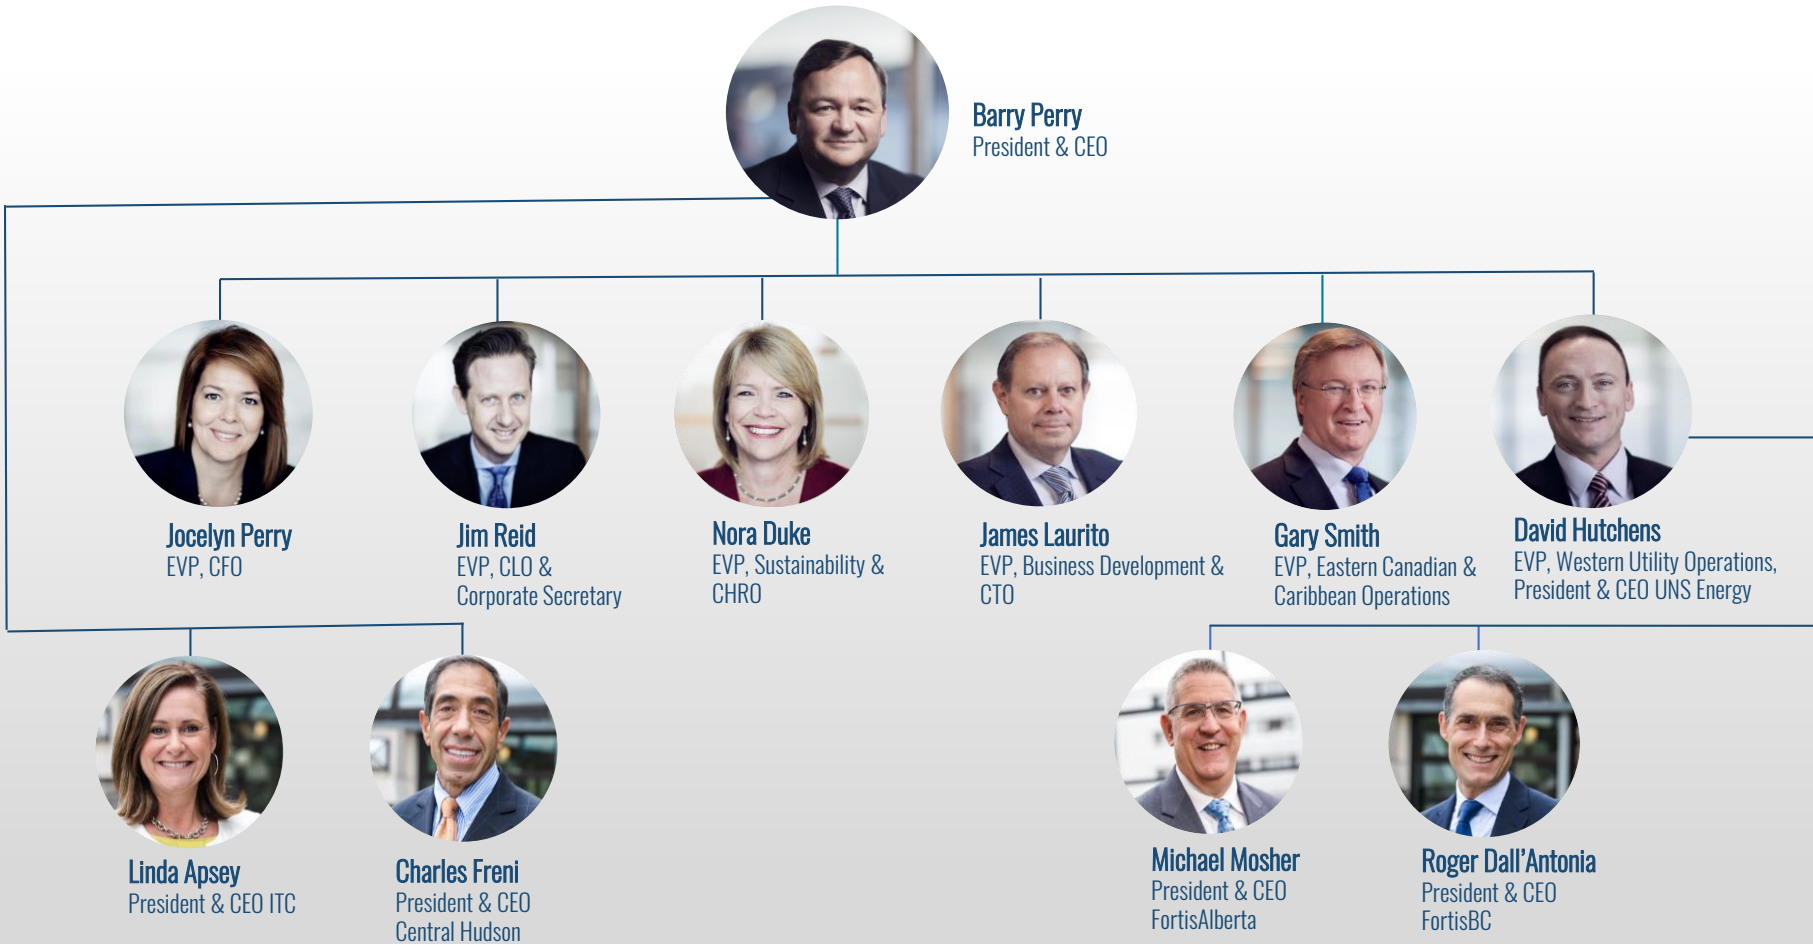 Barry Perry
President & CEO
Jocelyn Perry
EVP, CFO
Jim Reid
EVP, CLO &
Corporate Secretary
Nora Duke
EVP, Sustainability &
CHRO
James Laurito
EVP, Business Development &
CTO
Gary Smith
EVP, Eastern Canadian &
Caribbean Operations
David Hutchens
EVP, Western Utility Operations,
President & CEO UNS Energy
Linda Apsey
President & CEO ITC
Charles Freni
President & CEO
Central Hudson
Michael Mosher
President & CEO
FortisAlberta
Roger Dall’Antonia
President & CEO
FortisBC